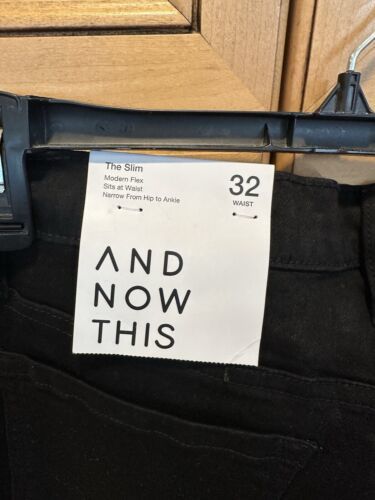 The Slim
Modern Flex
Sits at Waist
Narrow From Hip to Ankle
32
WAIST
AND
NOW
THIS